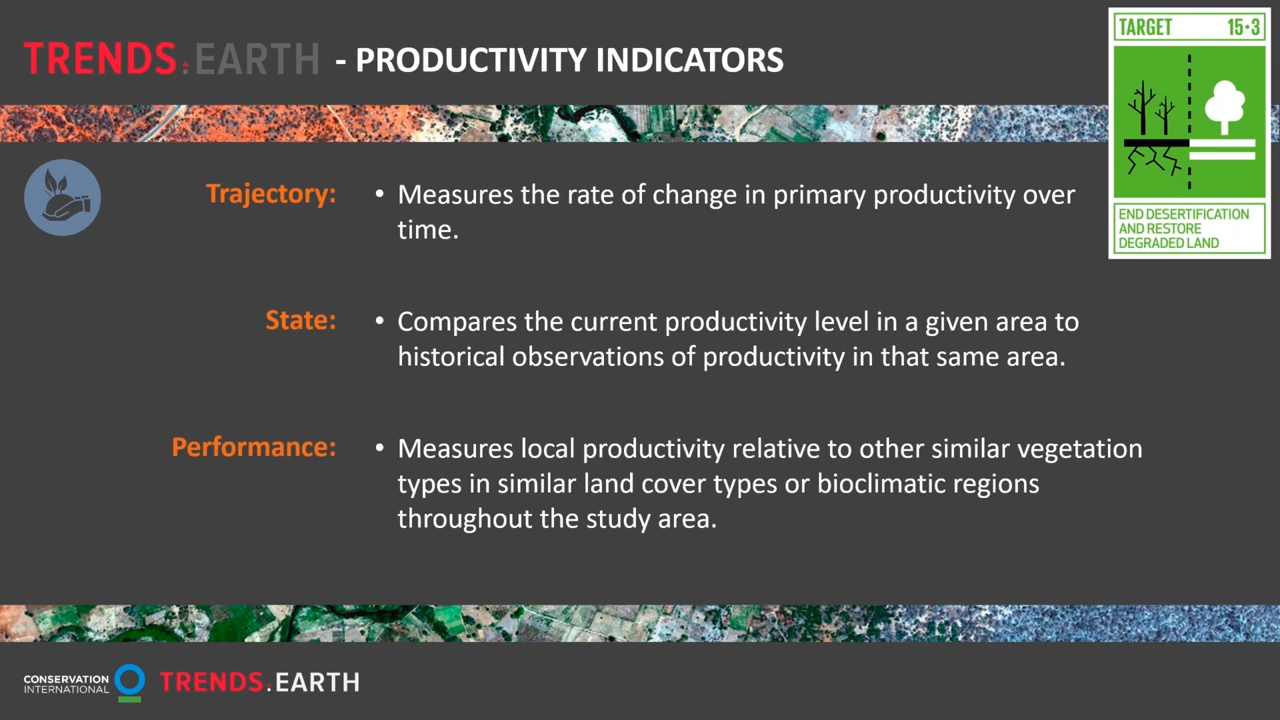 TRENDS.EARTH - PRODUCTIVITY INDICATORS
TARGET 15·3
END DESERTIFICATION
AND RESTORE
DEGRADED LAND
Trajectory: • Measures the rate of change in primary productivity over
time.
State: • Compares the current productivity level in a given area to
historical observations of productivity in that same area.
Performance: • Measures local productivity relative to other similar vegetation
types in similar land cover types or bioclimatic regions
throughout the study area.
CONSERVATION
INTERNATIONAL
TRENDS.EARTH